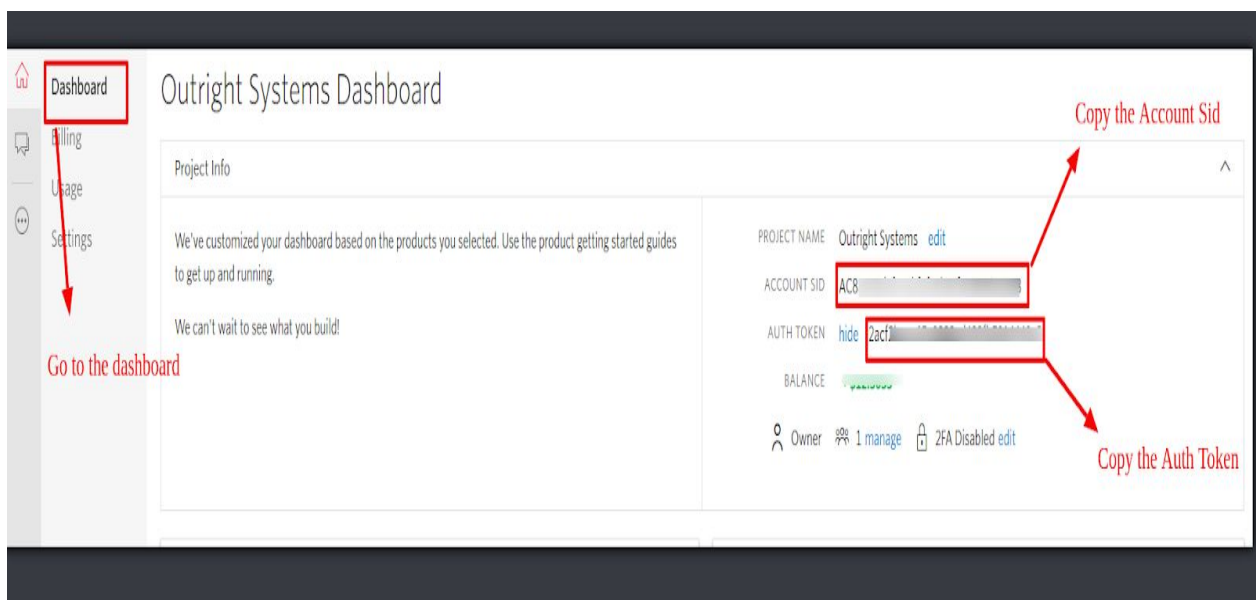 Dashboard
Billing
Usage
Settings
Go to the dashboard
Outright Systems Dashboard
Project Info
We've customized your dashboard based on the products you selected. Use the product getting started guides
to get up and running.
We can't wait to see what you build!
Copy the Account Sid
PROJECT NAME Outright Systems edit
ACCOUNT SID AC8
AUTH TOKEN hide
BALANCE
Owner 1 manage 2FA Disabled edit
Copy the Auth Token